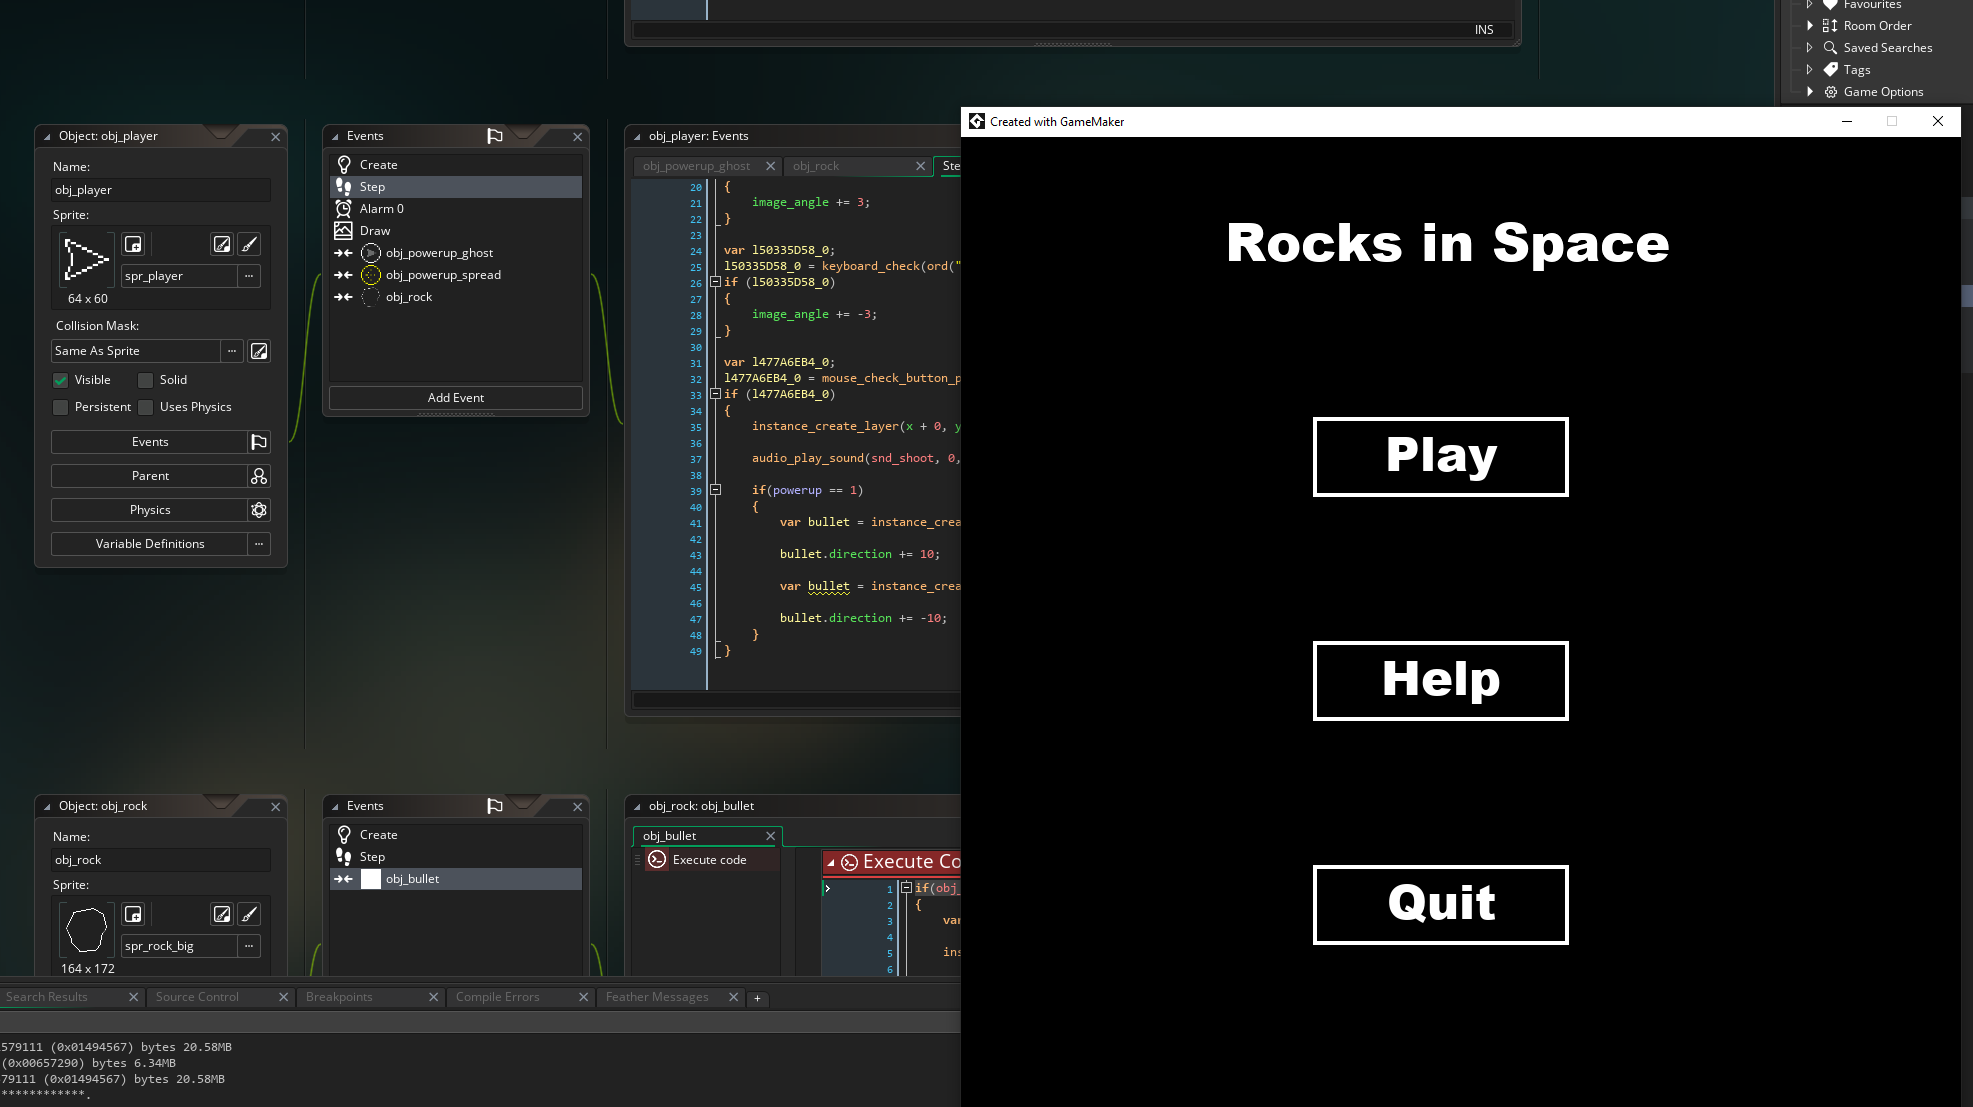 INS
Favourites
Room Order
Saved Searches
Tags
Game Options
Object: obj_player
Name:
obj_player
Sprite:
spr_player
...
64 x 60
Collision Mask:
Same As Sprite
...
Visible
Solid
Persistent
Uses Physics
Events
Parent
Physics
Variable Definitions
...
Events
Create
Step
Alarm 0
Draw
obj_powerup_ghost
obj_powerup_spread
obj_rock
Add Event
obj_player: Events
obj_powerup_ghost
obj_rock
Ste
20 {
21 image_angle += 3;
22 }
23
24 var l50335D58_0;
25 l50335D58_0 = keyboard_check(ord("
26 if (l50335D58_0)
27 {
28 image_angle += -3;
29 }
30
31 var l477A6EB4_0;
32 l477A6EB4_0 = mouse_check_button_p
33 if (l477A6EB4_0)
34 {
35 instance_create_layer(x + 0, y
36
37 audio_play_sound(snd_shoot, 0,
38
39 if(powerup == 1)
40 {
41 var bullet = instance_crea
42
43 bullet.direction += 10;
44
45 var bullet = instance_crea
46
47 bullet.direction += -10;
48 }
49 }
Created with GameMaker
Rocks in Space
Play
Help
Quit
Object: obj_rock
Name:
obj_rock
Sprite:
spr_rock_big
...
164 x 172
Events
Create
Step
obj_bullet
obj_rock: obj_bullet
obj_bullet
Execute code
Execute Co
1 if(obj_
2 {
3 var
4
5 ins
6
Search Results
Source Control
Breakpoints
Compile Errors
Feather Messages
+
579111 (0x01494567) bytes 20.58MB
(0x00657290) bytes 6.34MB
79111 (0x01494567) bytes 20.58MB
************.